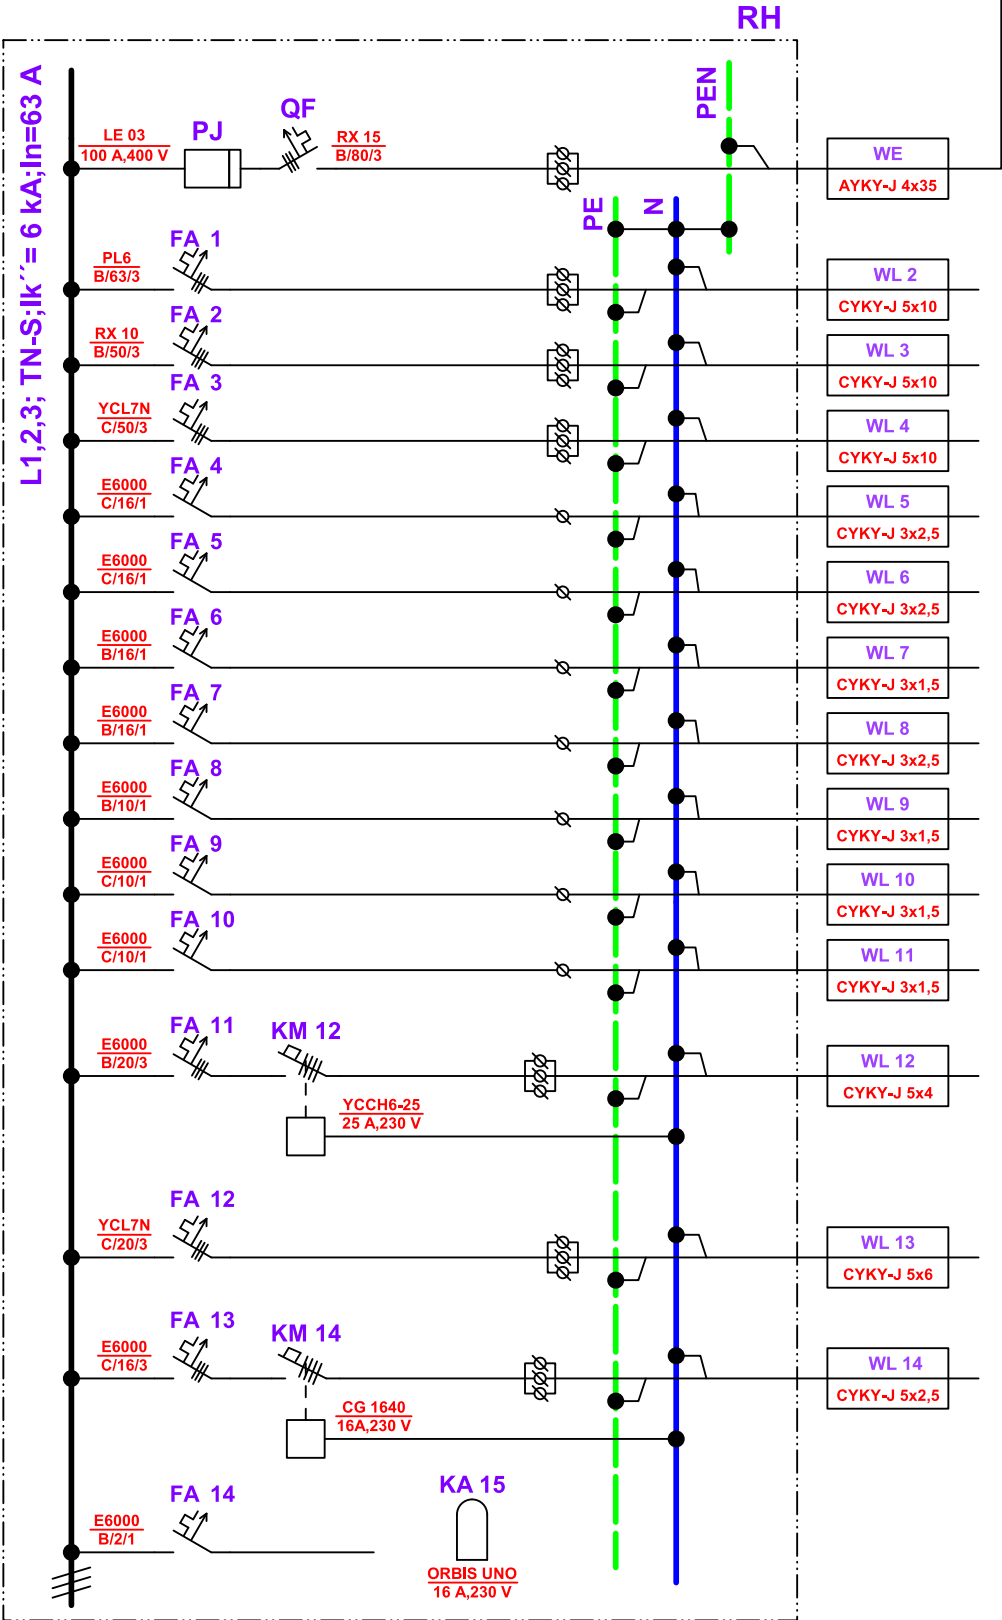 RH
L1,2,3; TN-S;Ik´´= 6 kA;In=63 A
PEN
LE 03
100 A,400 V
PJ
QF
RX 15
B/80/3
WE
AYKY-J 4x35
PE
N
PL6
B/63/3
FA 1
WL 2
CYKY-J 5x10
RX 10
B/50/3
FA 2
WL 3
CYKY-J 5x10
YCL7N
C/50/3
FA 3
WL 4
CYKY-J 5x10
E6000
C/16/1
FA 4
WL 5
CYKY-J 3x2,5
E6000
C/16/1
FA 5
WL 6
CYKY-J 3x2,5
E6000
B/16/1
FA 6
WL 7
CYKY-J 3x1,5
E6000
B/16/1
FA 7
WL 8
CYKY-J 3x2,5
E6000
B/10/1
FA 8
WL 9
CYKY-J 3x1,5
E6000
C/10/1
FA 9
WL 10
CYKY-J 3x1,5
E6000
C/10/1
FA 10
WL 11
CYKY-J 3x1,5
E6000
B/20/3
FA 11
KM 12
YCCH6-25
25 A,230 V
WL 12
CYKY-J 5x4
YCL7N
C/20/3
FA 12
WL 13
CYKY-J 5x6
E6000
C/16/3
FA 13
KM 14
CG 1640
16A,230 V
WL 14
CYKY-J 5x2,5
E6000
B/2/1
FA 14
KA 15
ORBIS UNO
16 A,230 V